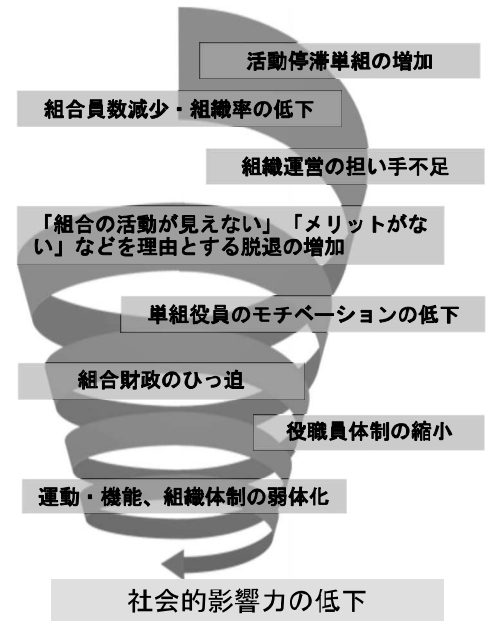 活動停滞単組の増加
組合員数減少・組織率の低下
組織運営の担い手不足
「組合の活動が見えない」「メリットがな
い」などを理由とする脱退の増加
単組役員のモチベーションの低下
組合財政のひっ迫
役職員体制の縮小
運動・機能、組織体制の弱体化
社会的影響力の低下